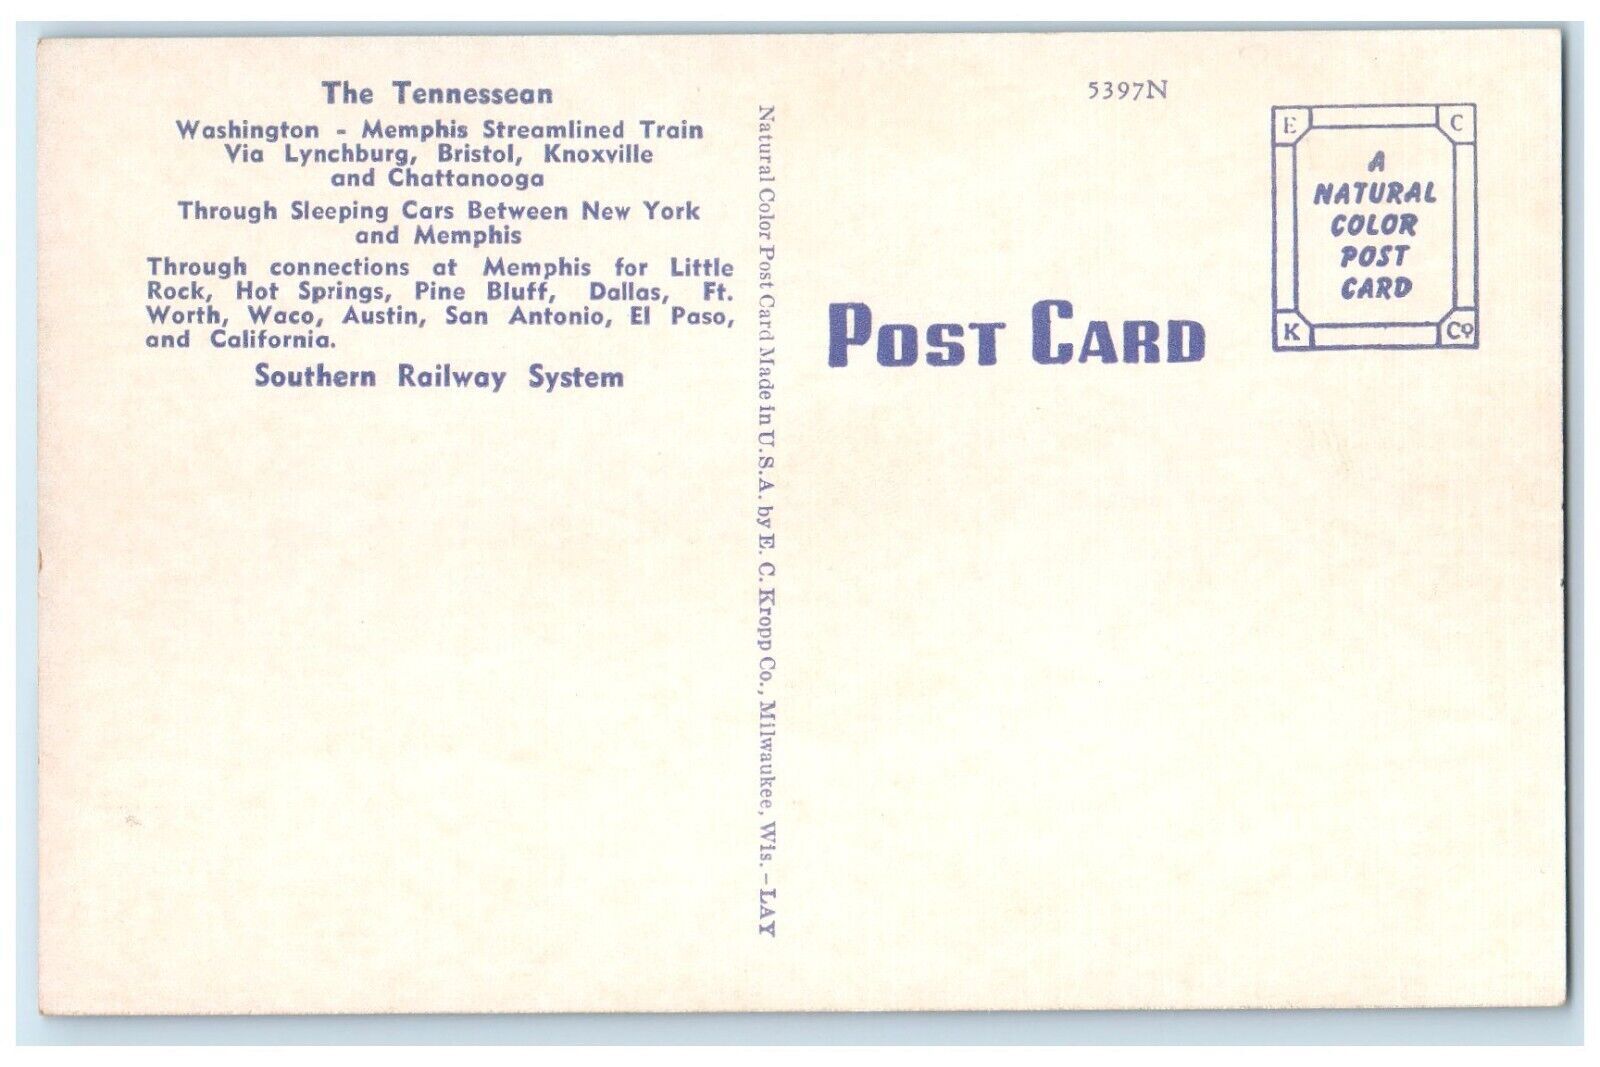 The Tennessean
Washington - Memphis Streamlined Train
Via Lynchburg, Bristol, Knoxville
and Chattanooga
Through Sleeping Cars Between New York
and Memphis
Through connections at Memphis for Little
Rock, Hot Springs, Pine Bluff, Dallas, Ft.
Worth, Waco, Austin, San Antonio, El Paso,
and California.
Southern Railway System
Natural Color Post Card Made in U.S.A. by E. C. Kropp Co., Milwaukee, Wis. - LAY
5397N
POST CARD
E C
A
NATURAL
COLOR
POST
CARD
K Co